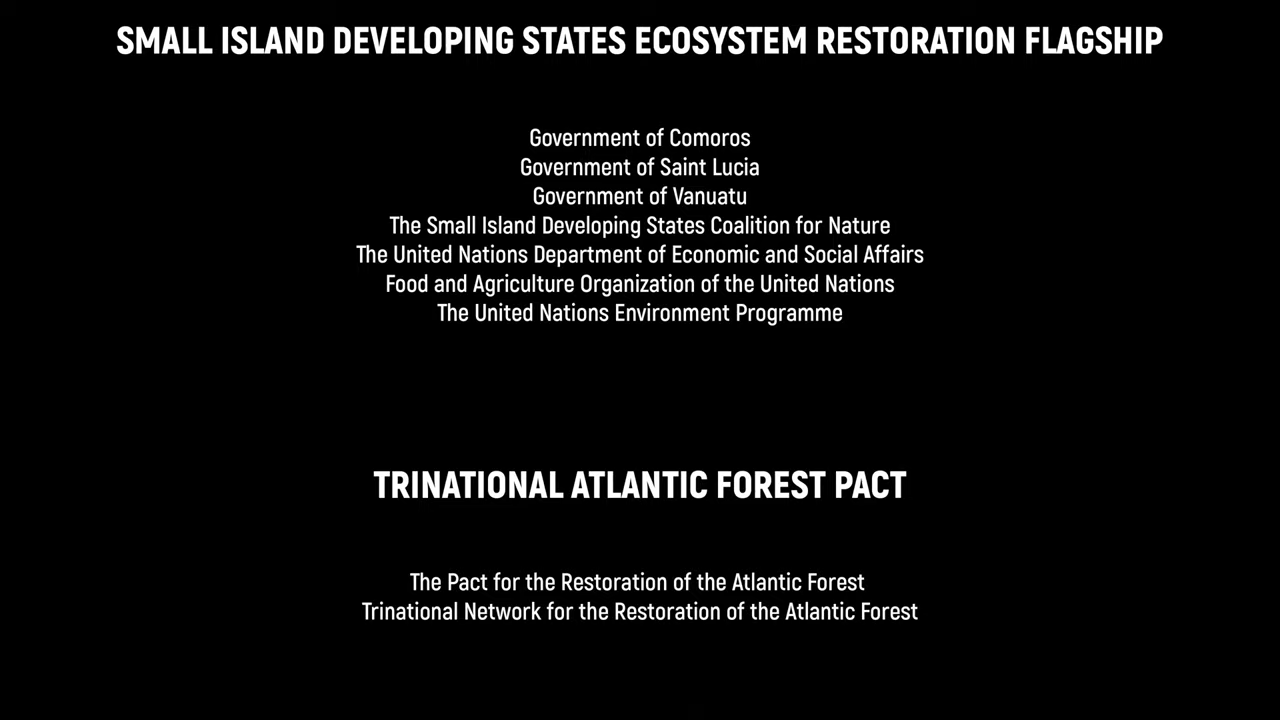 SMALL ISLAND DEVELOPING STATES ECOSYSTEM RESTORATION FLAGSHIP
Government of Comoros
Government of Saint Lucia
Government of Vanuatu
The Small Island Developing States Coalition for Nature
The United Nations Department of Economic and Social Affairs
Food and Agriculture Organization of the United Nations
The United Nations Environment Programme
TRINATIONAL ATLANTIC FOREST PACT
The Pact for the Restoration of the Atlantic Forest
Trinational Network for the Restoration of the Atlantic Forest